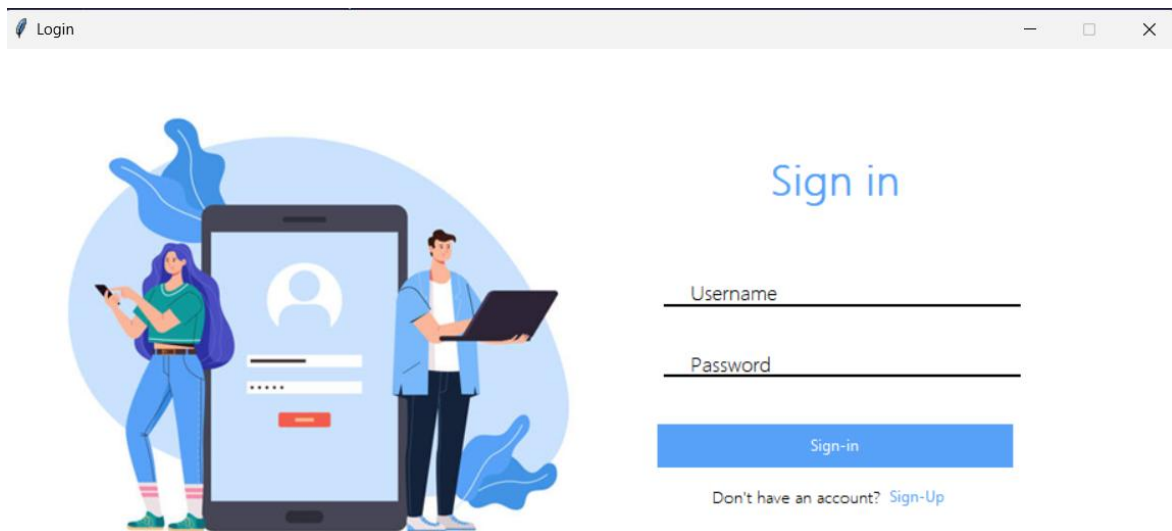 Login
Sign in
Username
Password
Sign-in
Don't have an account? Sign-Up